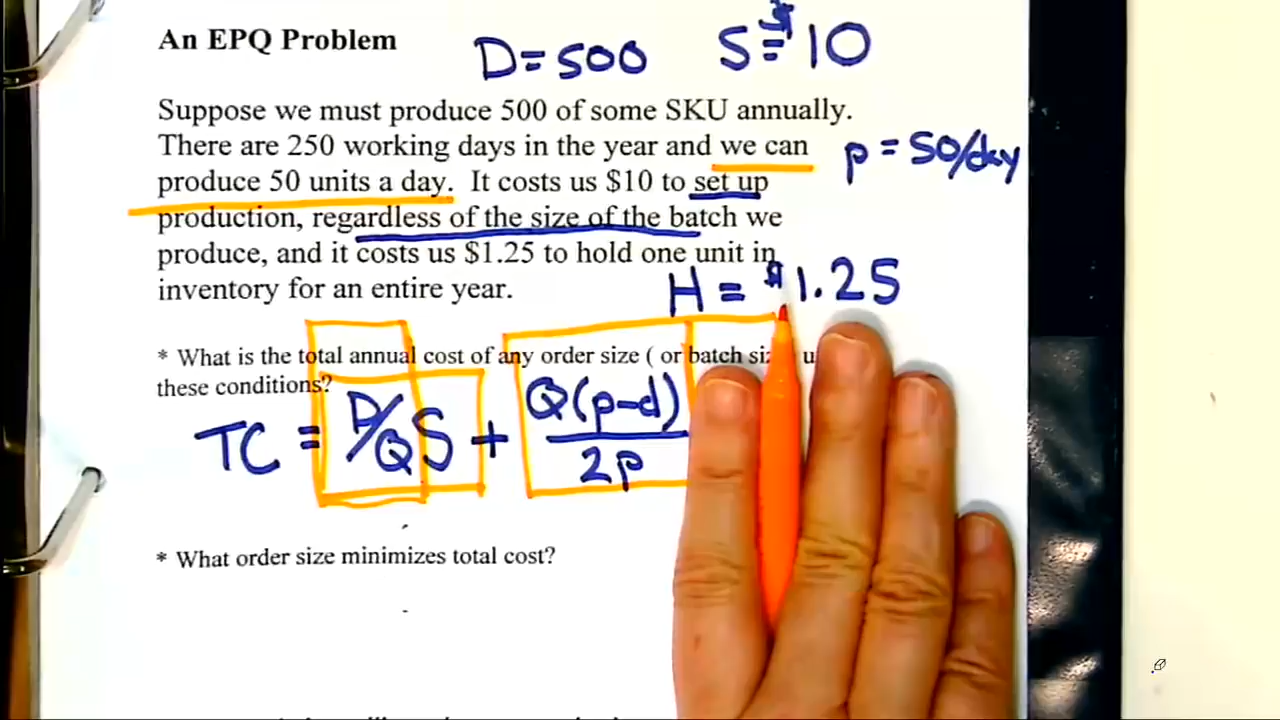 An EPQ Problem
D=500 S=$10
Suppose we must produce 500 of some SKU annually.
There are 250 working days in the year and we can
p = 50/day
produce 50 units a day. It costs us $10 to set up
production, regardless of the size of the batch we
produce, and it costs us $1.25 to hold one unit in
inventory for an entire year.
H = $1.25
* What is the total annual cost of any order size ( or batch
these conditions?
TC = D/Q S + Q(p-d)/2p
* What order size minimizes total cost?